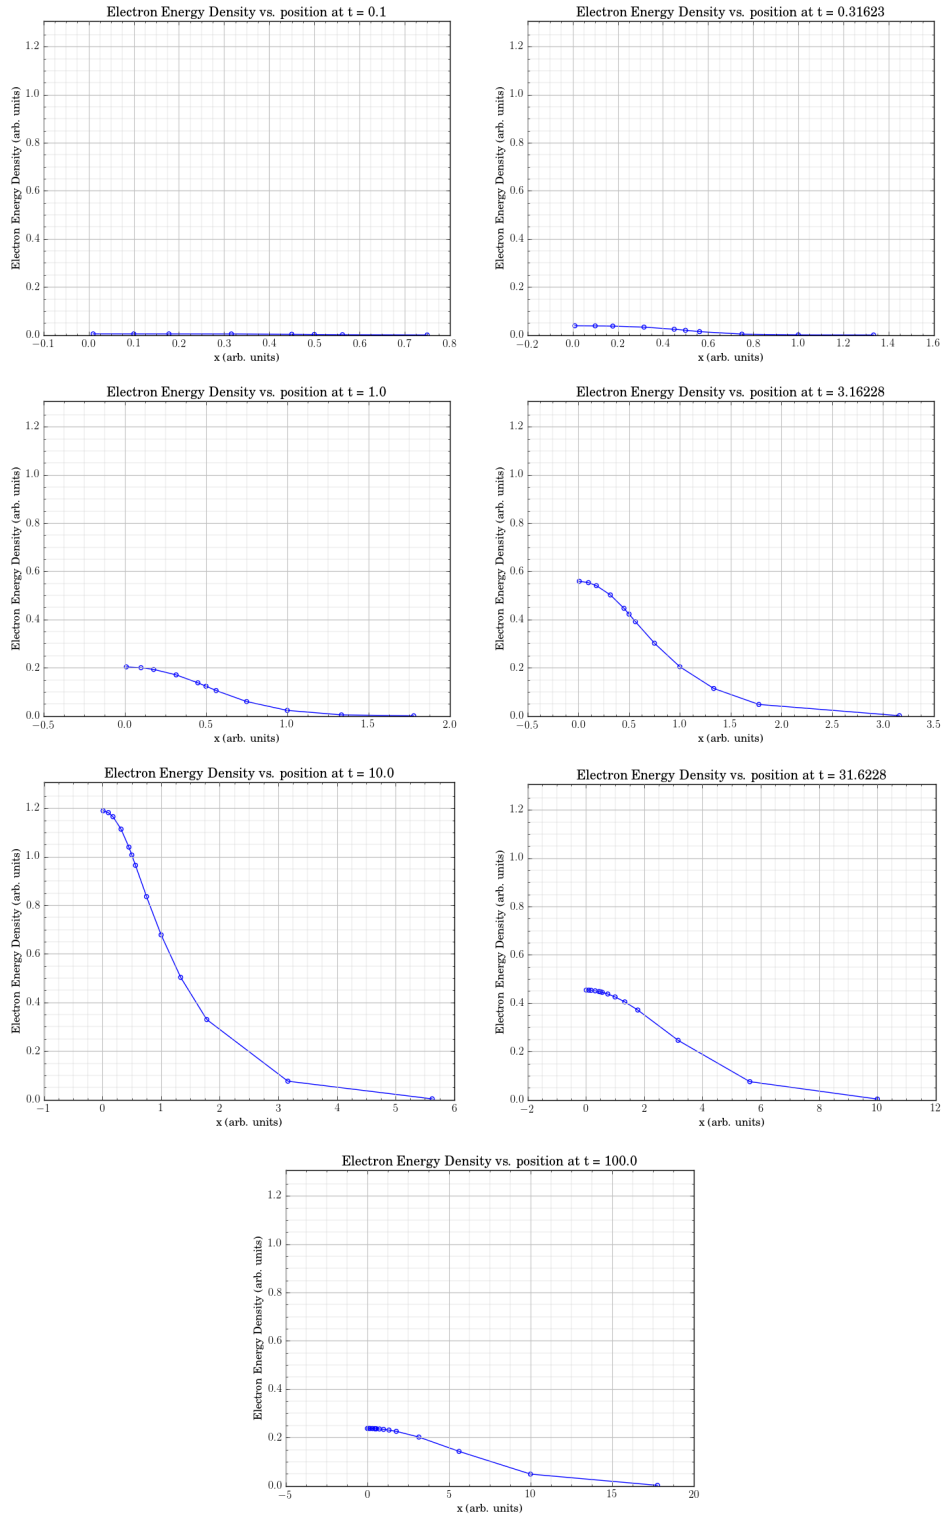 Electron Energy Density vs. position at t = 0.1
Electron Energy Density (arb. units)
1.2
1.0
0.8
0.6
0.4
0.2
0.0
−0.1 0.0 0.1 0.2 0.3 0.4 0.5 0.6 0.7 0.8
x (arb. units)
Electron Energy Density vs. position at t = 0.31623
Electron Energy Density (arb. units)
1.2
1.0
0.8
0.6
0.4
0.2
0.0
−0.2 0.0 0.2 0.4 0.6 0.8 1.0 1.2 1.4 1.6
x (arb. units)
Electron Energy Density vs. position at t = 1.0
Electron Energy Density (arb. units)
1.2
1.0
0.8
0.6
0.4
0.2
0.0
−0.5 0.0 0.5 1.0 1.5 2.0
x (arb. units)
Electron Energy Density vs. position at t = 3.16228
Electron Energy Density (arb. units)
1.2
1.0
0.8
0.6
0.4
0.2
0.0
−0.5 0.0 0.5 1.0 1.5 2.0 2.5 3.0 3.5
x (arb. units)
Electron Energy Density vs. position at t = 10.0
Electron Energy Density (arb. units)
1.2
1.0
0.8
0.6
0.4
0.2
0.0
−1 0 1 2 3 4 5 6
x (arb. units)
Electron Energy Density vs. position at t = 31.6228
Electron Energy Density (arb. units)
1.2
1.0
0.8
0.6
0.4
0.2
0.0
−2 0 2 4 6 8 10 12
x (arb. units)
Electron Energy Density vs. position at t = 100.0
Electron Energy Density (arb. units)
1.2
1.0
0.8
0.6
0.4
0.2
0.0
−5 0 5 10 15 20
x (arb. units)